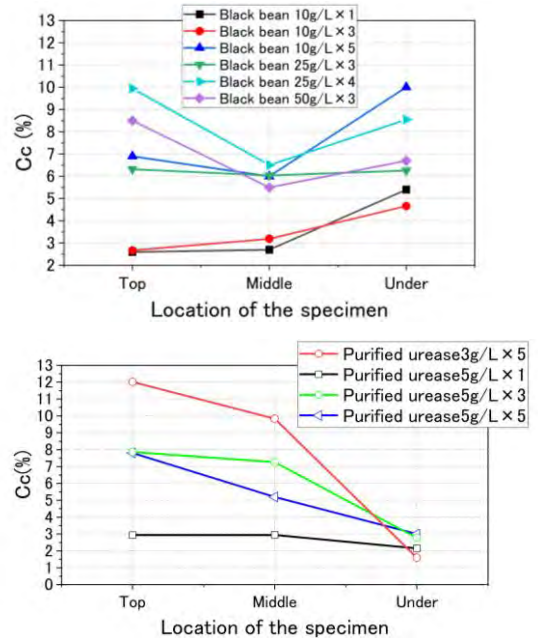 13
12
11
10
9
8
7
6
5
4
3
2
Cc (%)
Black bean 10g/L×1
Black bean 10g/L×3
Black bean 10g/L×5
Black bean 25g/L×3
Black bean 25g/L×4
Black bean 50g/L×3
Top Middle Under
Location of the specimen
Purified urease3g/L×5
Purified urease5g/L×1
Purified urease5g/L×3
Purified urease5g/L×5
13
12
11
10
9
8
7
6
5
4
3
2
1
0
Cc(%)
Top Middle Under
Location of the specimen